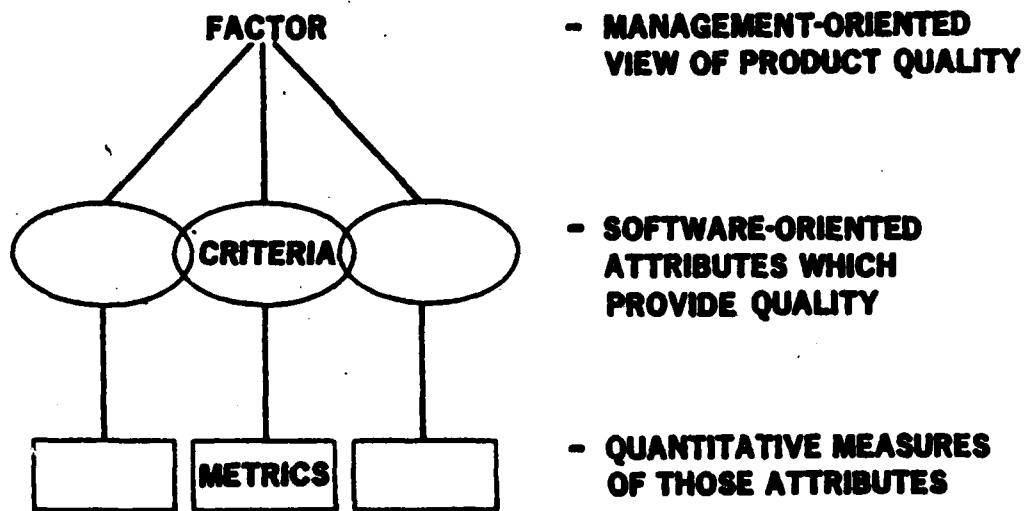 FACTOR
- MANAGEMENT-ORIENTED
VIEW OF PRODUCT QUALITY
CRITERIA
- SOFTWARE-ORIENTED
ATTRIBUTES WHICH
PROVIDE QUALITY
METRICS
- QUANTITATIVE MEASURES
OF THOSE ATTRIBUTES